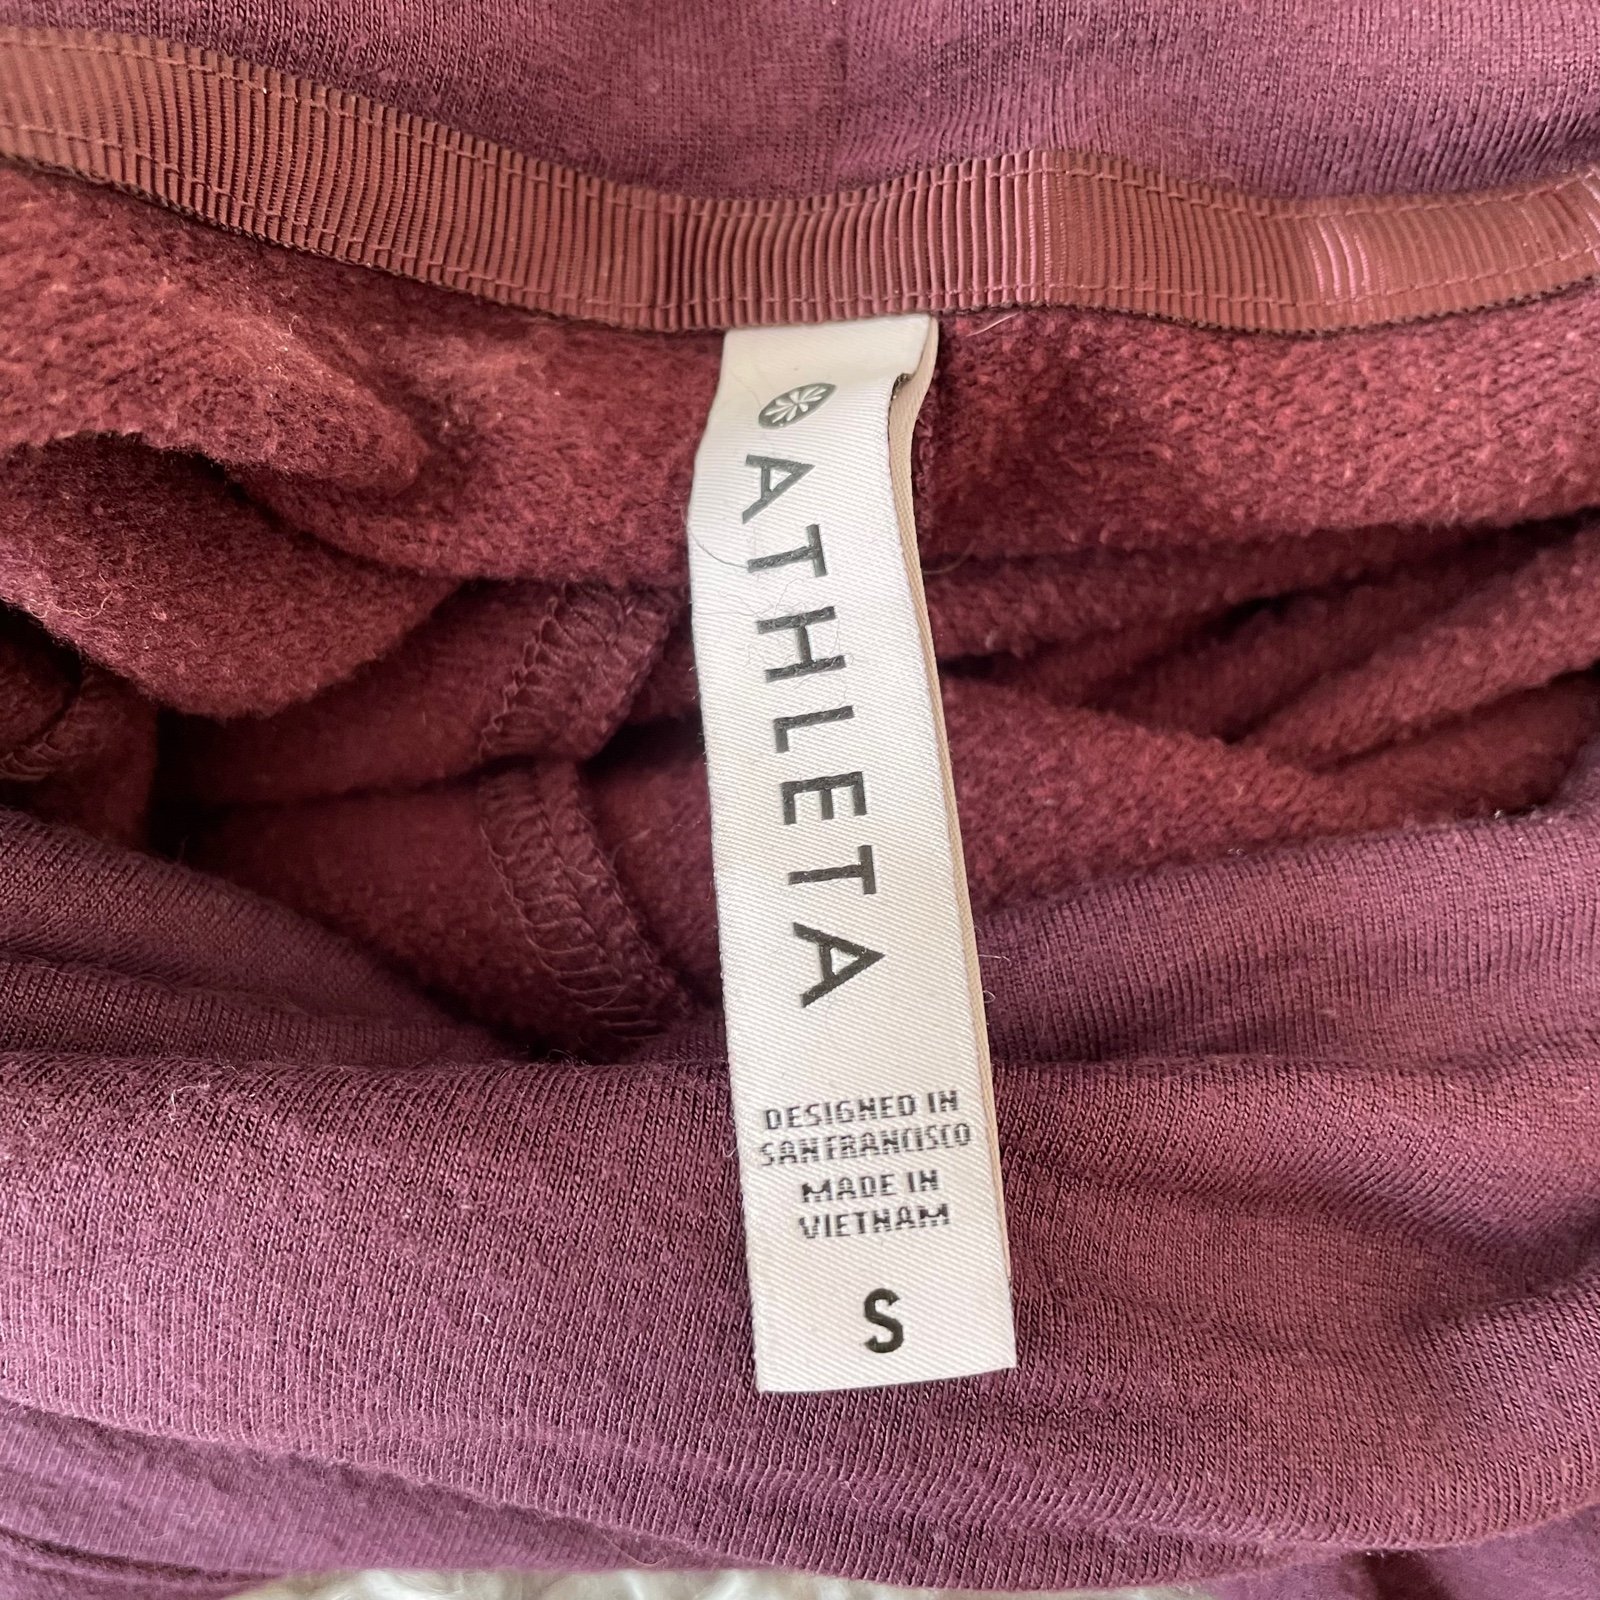 ATHLETA
DESIGNED IN
SAN FRANCISCO
MADE IN
VIETNAM
S